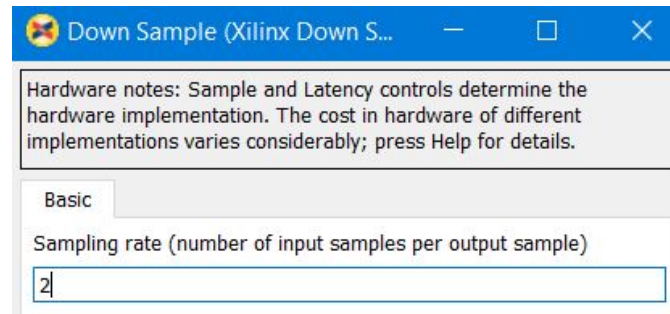 Down Sample (Xilinx Down S...
Hardware notes: Sample and Latency controls determine the
hardware implementation. The cost in hardware of different
implementations varies considerably; press Help for details.
Basic
Sampling rate (number of input samples per output sample)
2